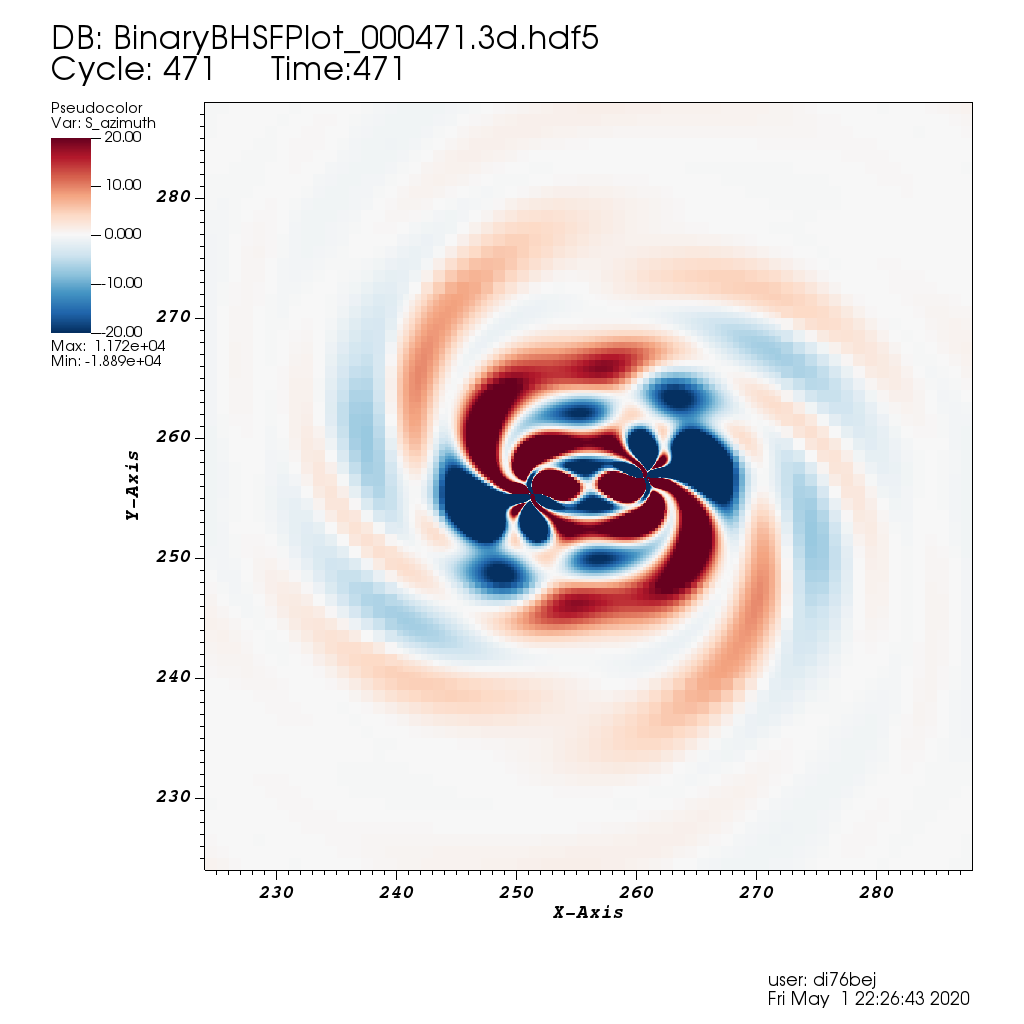 DB: BinaryBHSFPlot_000471.3d.hdf5
Cycle: 471 Time:471
Pseudocolor
Var: S_azimuth
20.00
10.00
0.000
-10.00
-20.00
Max: 1.172e+04
Min: -1.889e+04
280
270
260
250
240
230
Y-Axis
230 240 250 260 270 280
X-Axis
user: di76bej
Fri May 1 22:26:43 2020